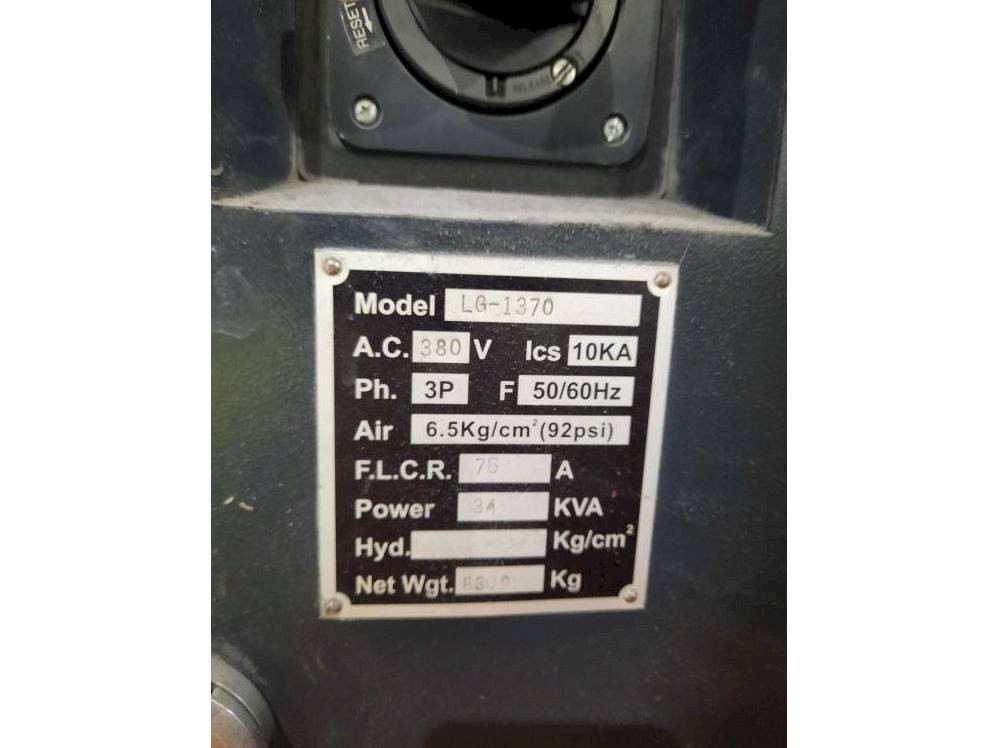 RESET
RELEASE
Model LG-1370
A.C. 380 V Ics 10KA
Ph. 3P F 50/60Hz
Air 6.5Kg/cm²(92psi)
F.L.C.R. 75 A
Power 34 KVA
Hyd. Kg/cm²
Net Wgt. Kg